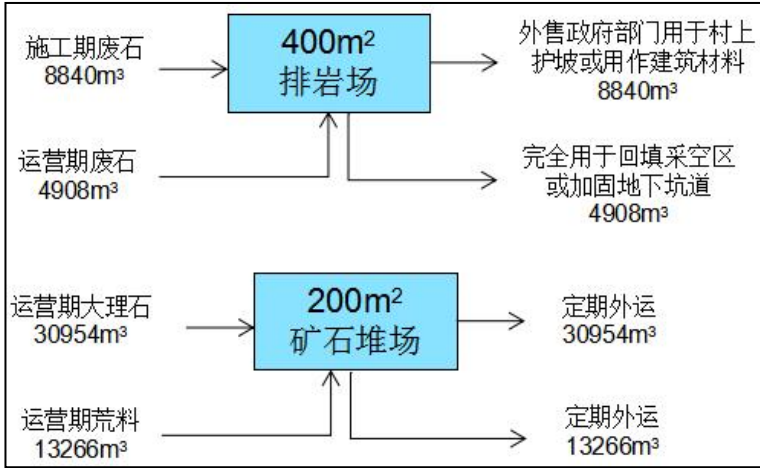 施工期废石
8840m³
400m²
排岩场
外售政府部门用于村上
护坡或用作建筑材料
8840m³
运营期废石
4908m³
完全用于回填采空区
或加固地下坑道
4908m³
运营期大理石
30954m³
200m²
矿石堆场
定期外运
30954m³
运营期荒料
13266m³
定期外运
13266m³